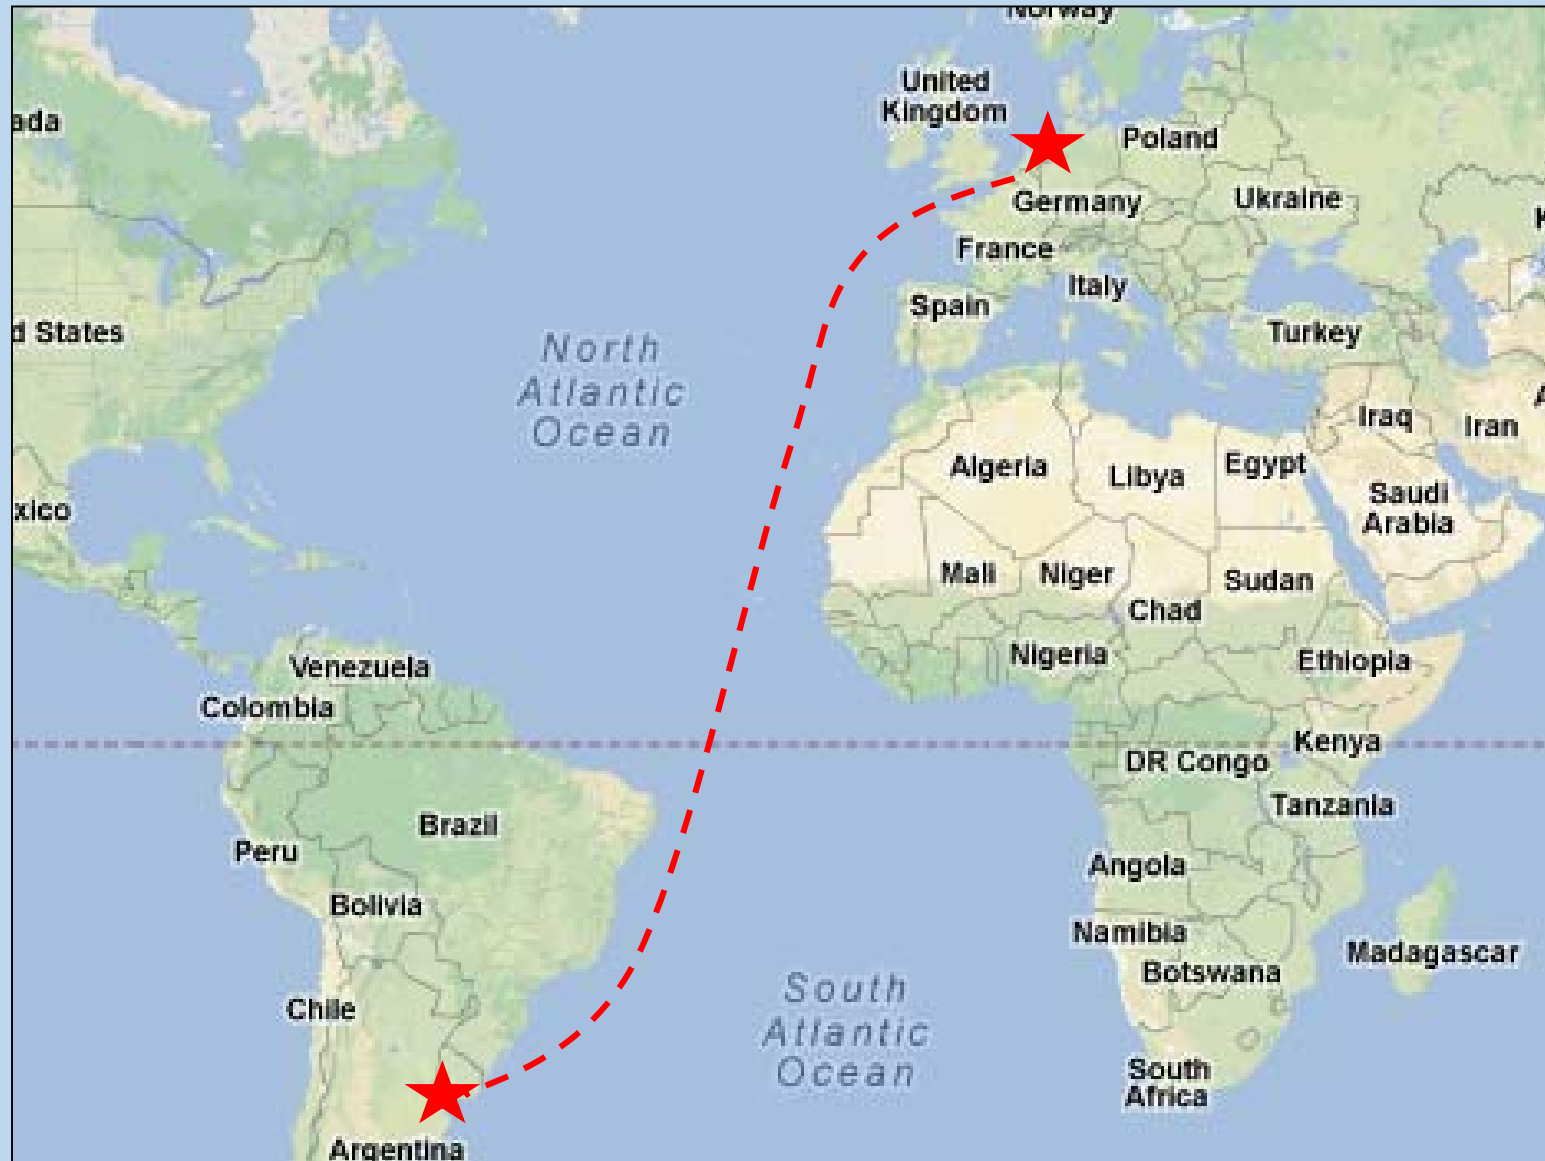 Norway
United
Kingdom
ada
Poland
Ukraine
Germany
K
France
Italy
Spain
d States
Turkey
North
Atlantic
Ocean
A
Iraq
Iran
Algeria
Libya
Egypt
Saudi
Arabia
xico
Mali
Niger
Sudan
Chad
Nigeria
Ethiopia
Venezuela
Colombia
Kenya
DR Congo
Tanzania
Brazil
Peru
Angola
Bolivia
Namibia
Madagascar
Botswana
South
Atlantic
Ocean
Chile
South
Africa
Argentina